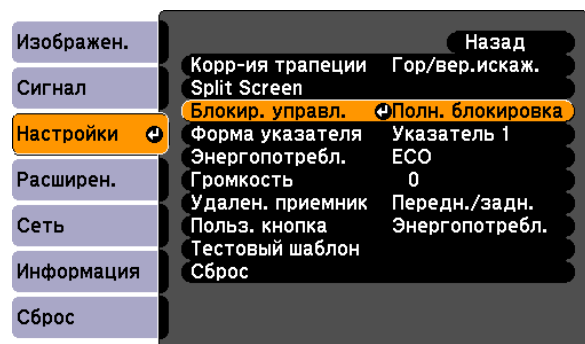 Изображен.
Сигнал
Настройки
Расширен.
Сеть
Информация
Сброс
Назад
Корр-ия трапеции Гор/вер.искаж.
Split Screen
Блокир. управл. Полн. блокировка
Форма указателя Указатель 1
Энергопотребл. ECO
Громкость 0
Удален. приемник Передн./задн.
Польз. кнопка Энергопотребл.
Тестовый шаблон
Сброс